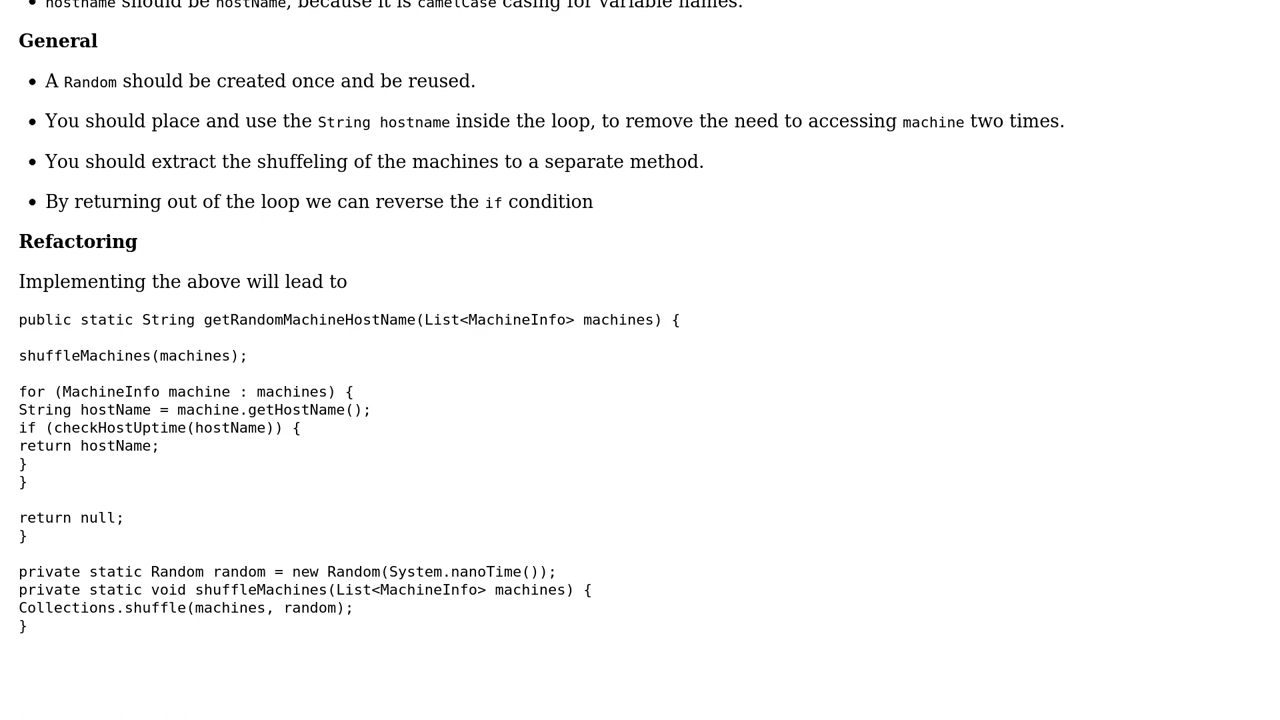 hostname should be hostName, because it is camelCase casing for variable names.
General
A Random should be created once and be reused.
You should place and use the String hostname inside the loop, to remove the need to accessing machine two times.
You should extract the shuffeling of the machines to a separate method.
By returning out of the loop we can reverse the if condition
Refactoring
Implementing the above will lead to
public static String getRandomMachineHostName(List<MachineInfo> machines) {
shuffleMachines(machines);
for (MachineInfo machine : machines) {
String hostName = machine.getHostName();
if (checkHostUptime(hostName)) {
return hostName;
}
}
return null;
}
private static Random random = new Random(System.nanoTime());
private static void shuffleMachines(List<MachineInfo> machines) {
Collections.shuffle(machines, random);
}